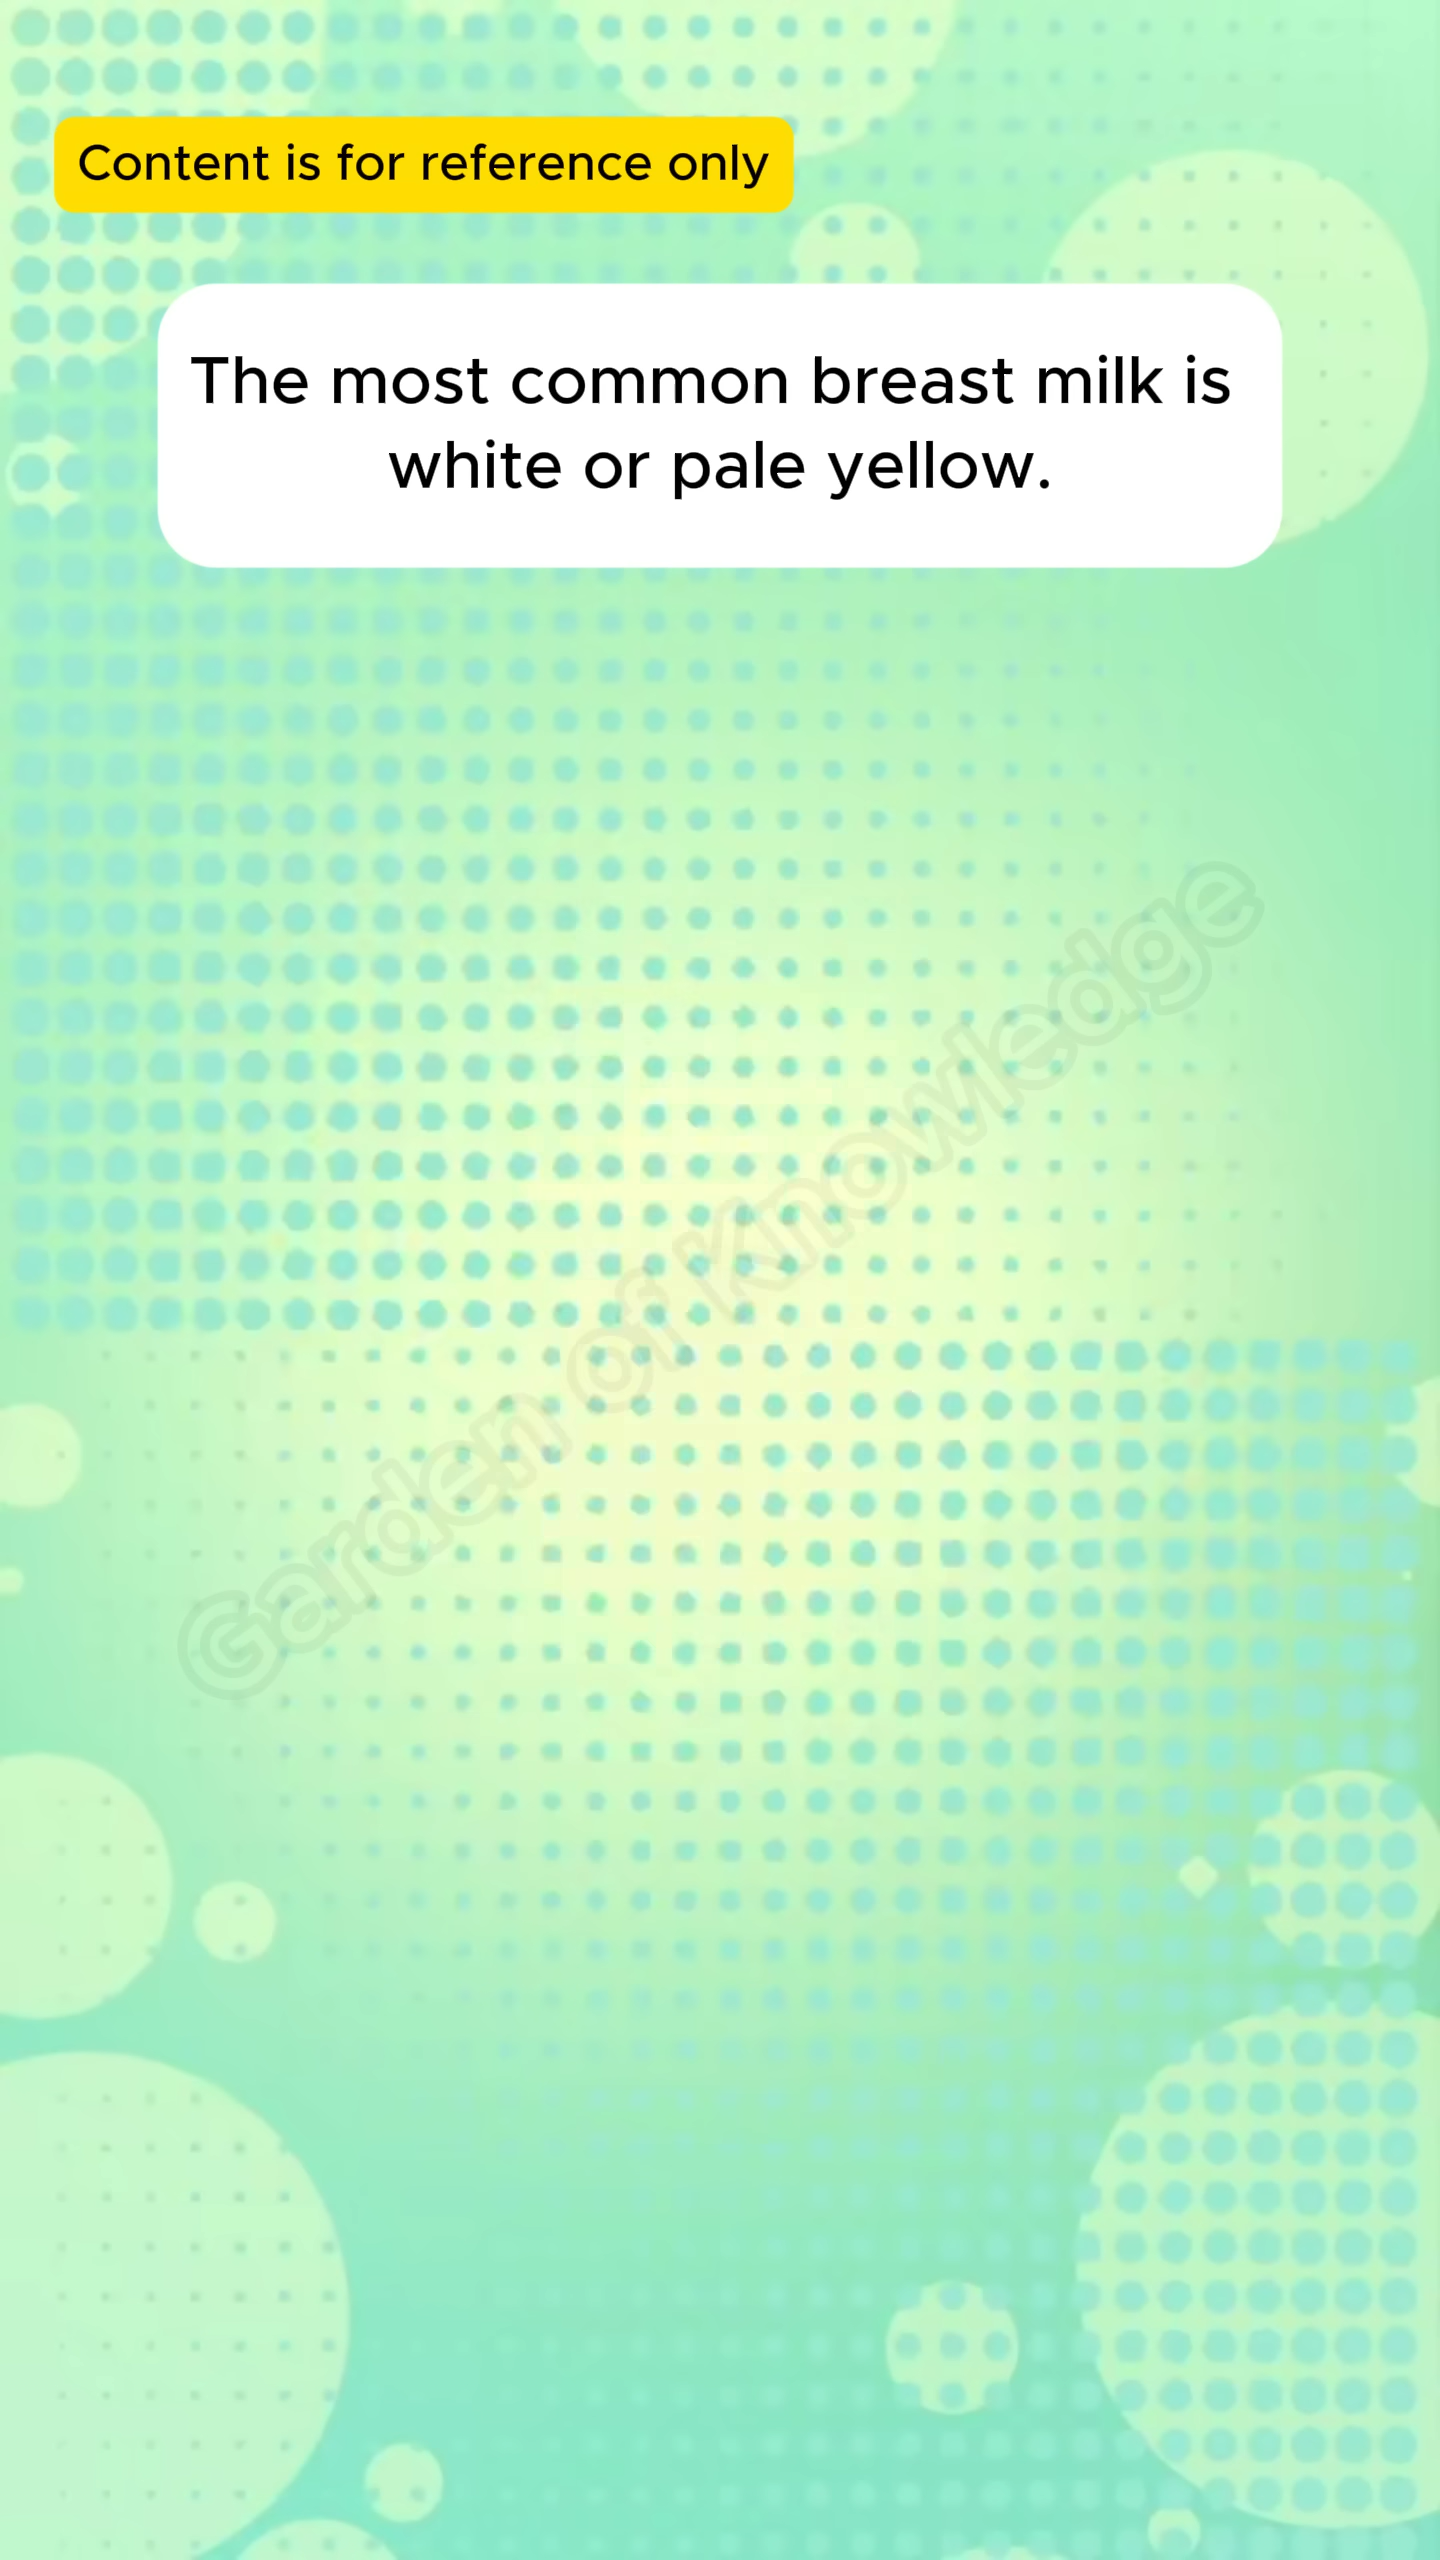 Content is for reference only
The most common breast milk is
white or pale yellow.
Garden of Knowledge